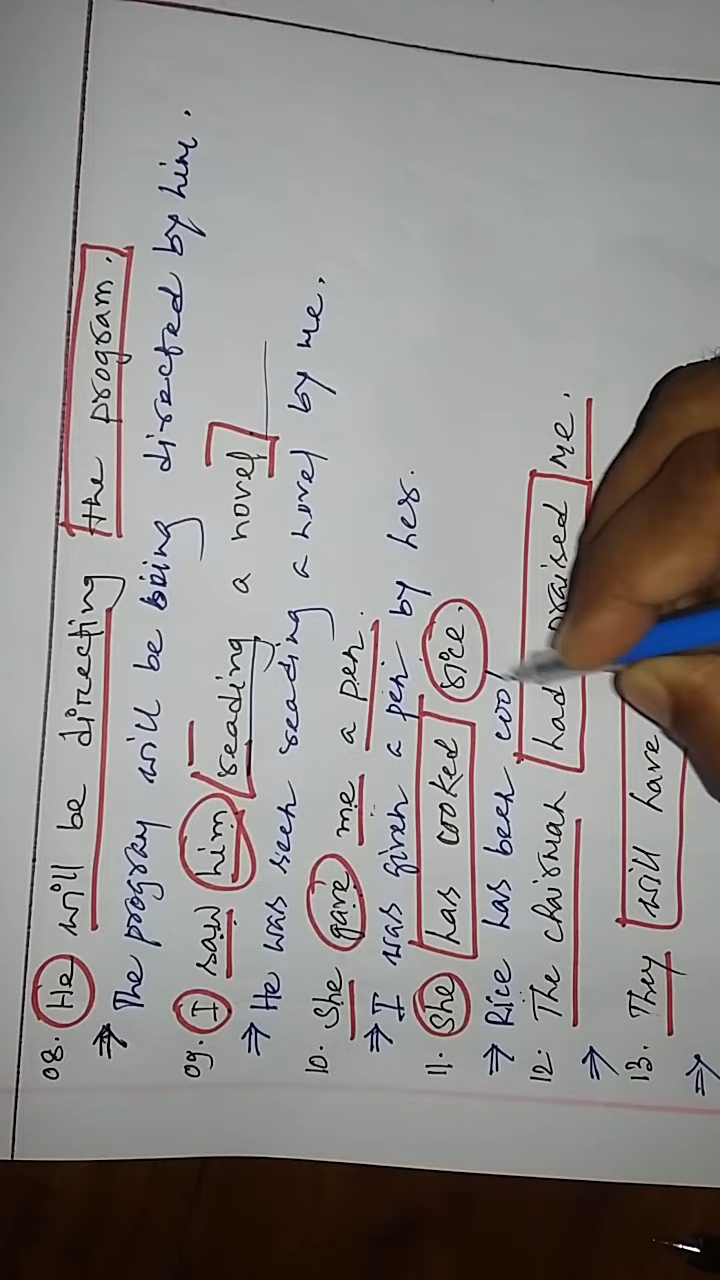 08. He will be directing the program.
⇒ The program will be being directed by him.
09. I saw him reading a novel
⇒ He was seen reading a novel by me.
10. She gave me a pen.
⇒ I was given a pen by her.
11. She has cooked rice.
⇒ Rice has been coo
12. The chairman had praised me.
⇒
13. They will have
⇒